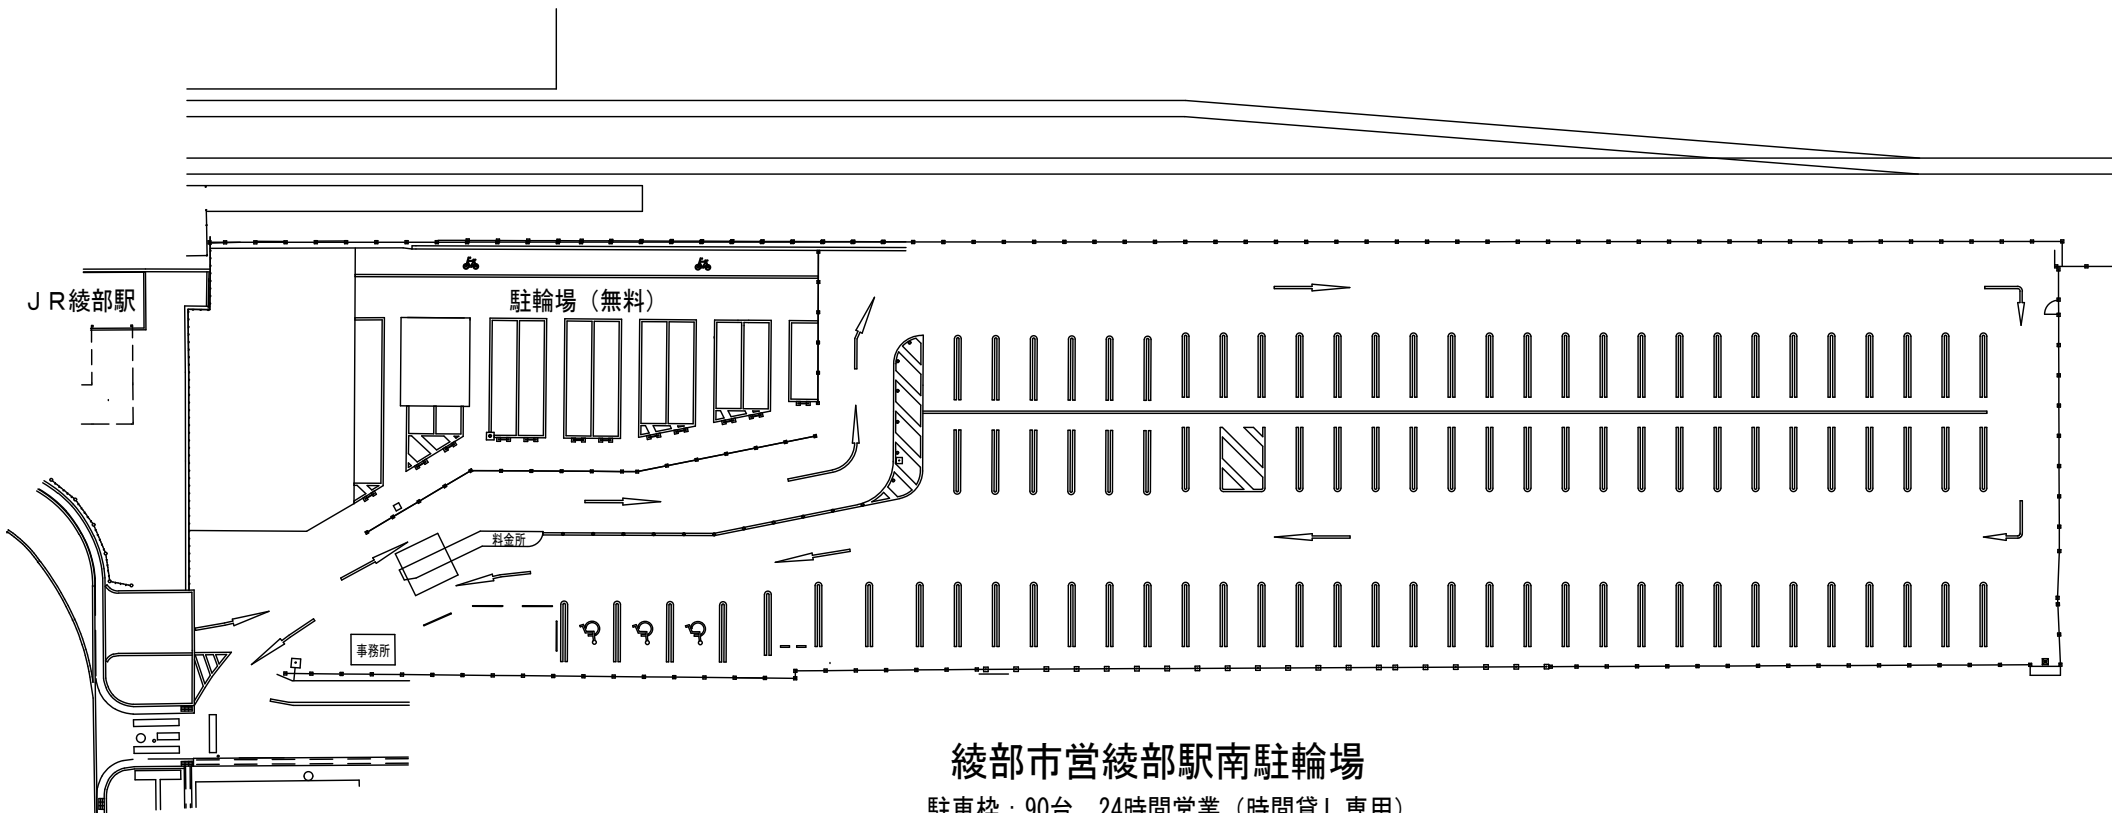 JR綾部駅
駐輪場（無料）
料金所
事務所
綾部市営綾部駅南駐輪場
駐車枠：90台　24時間営業（時間貸し専用）